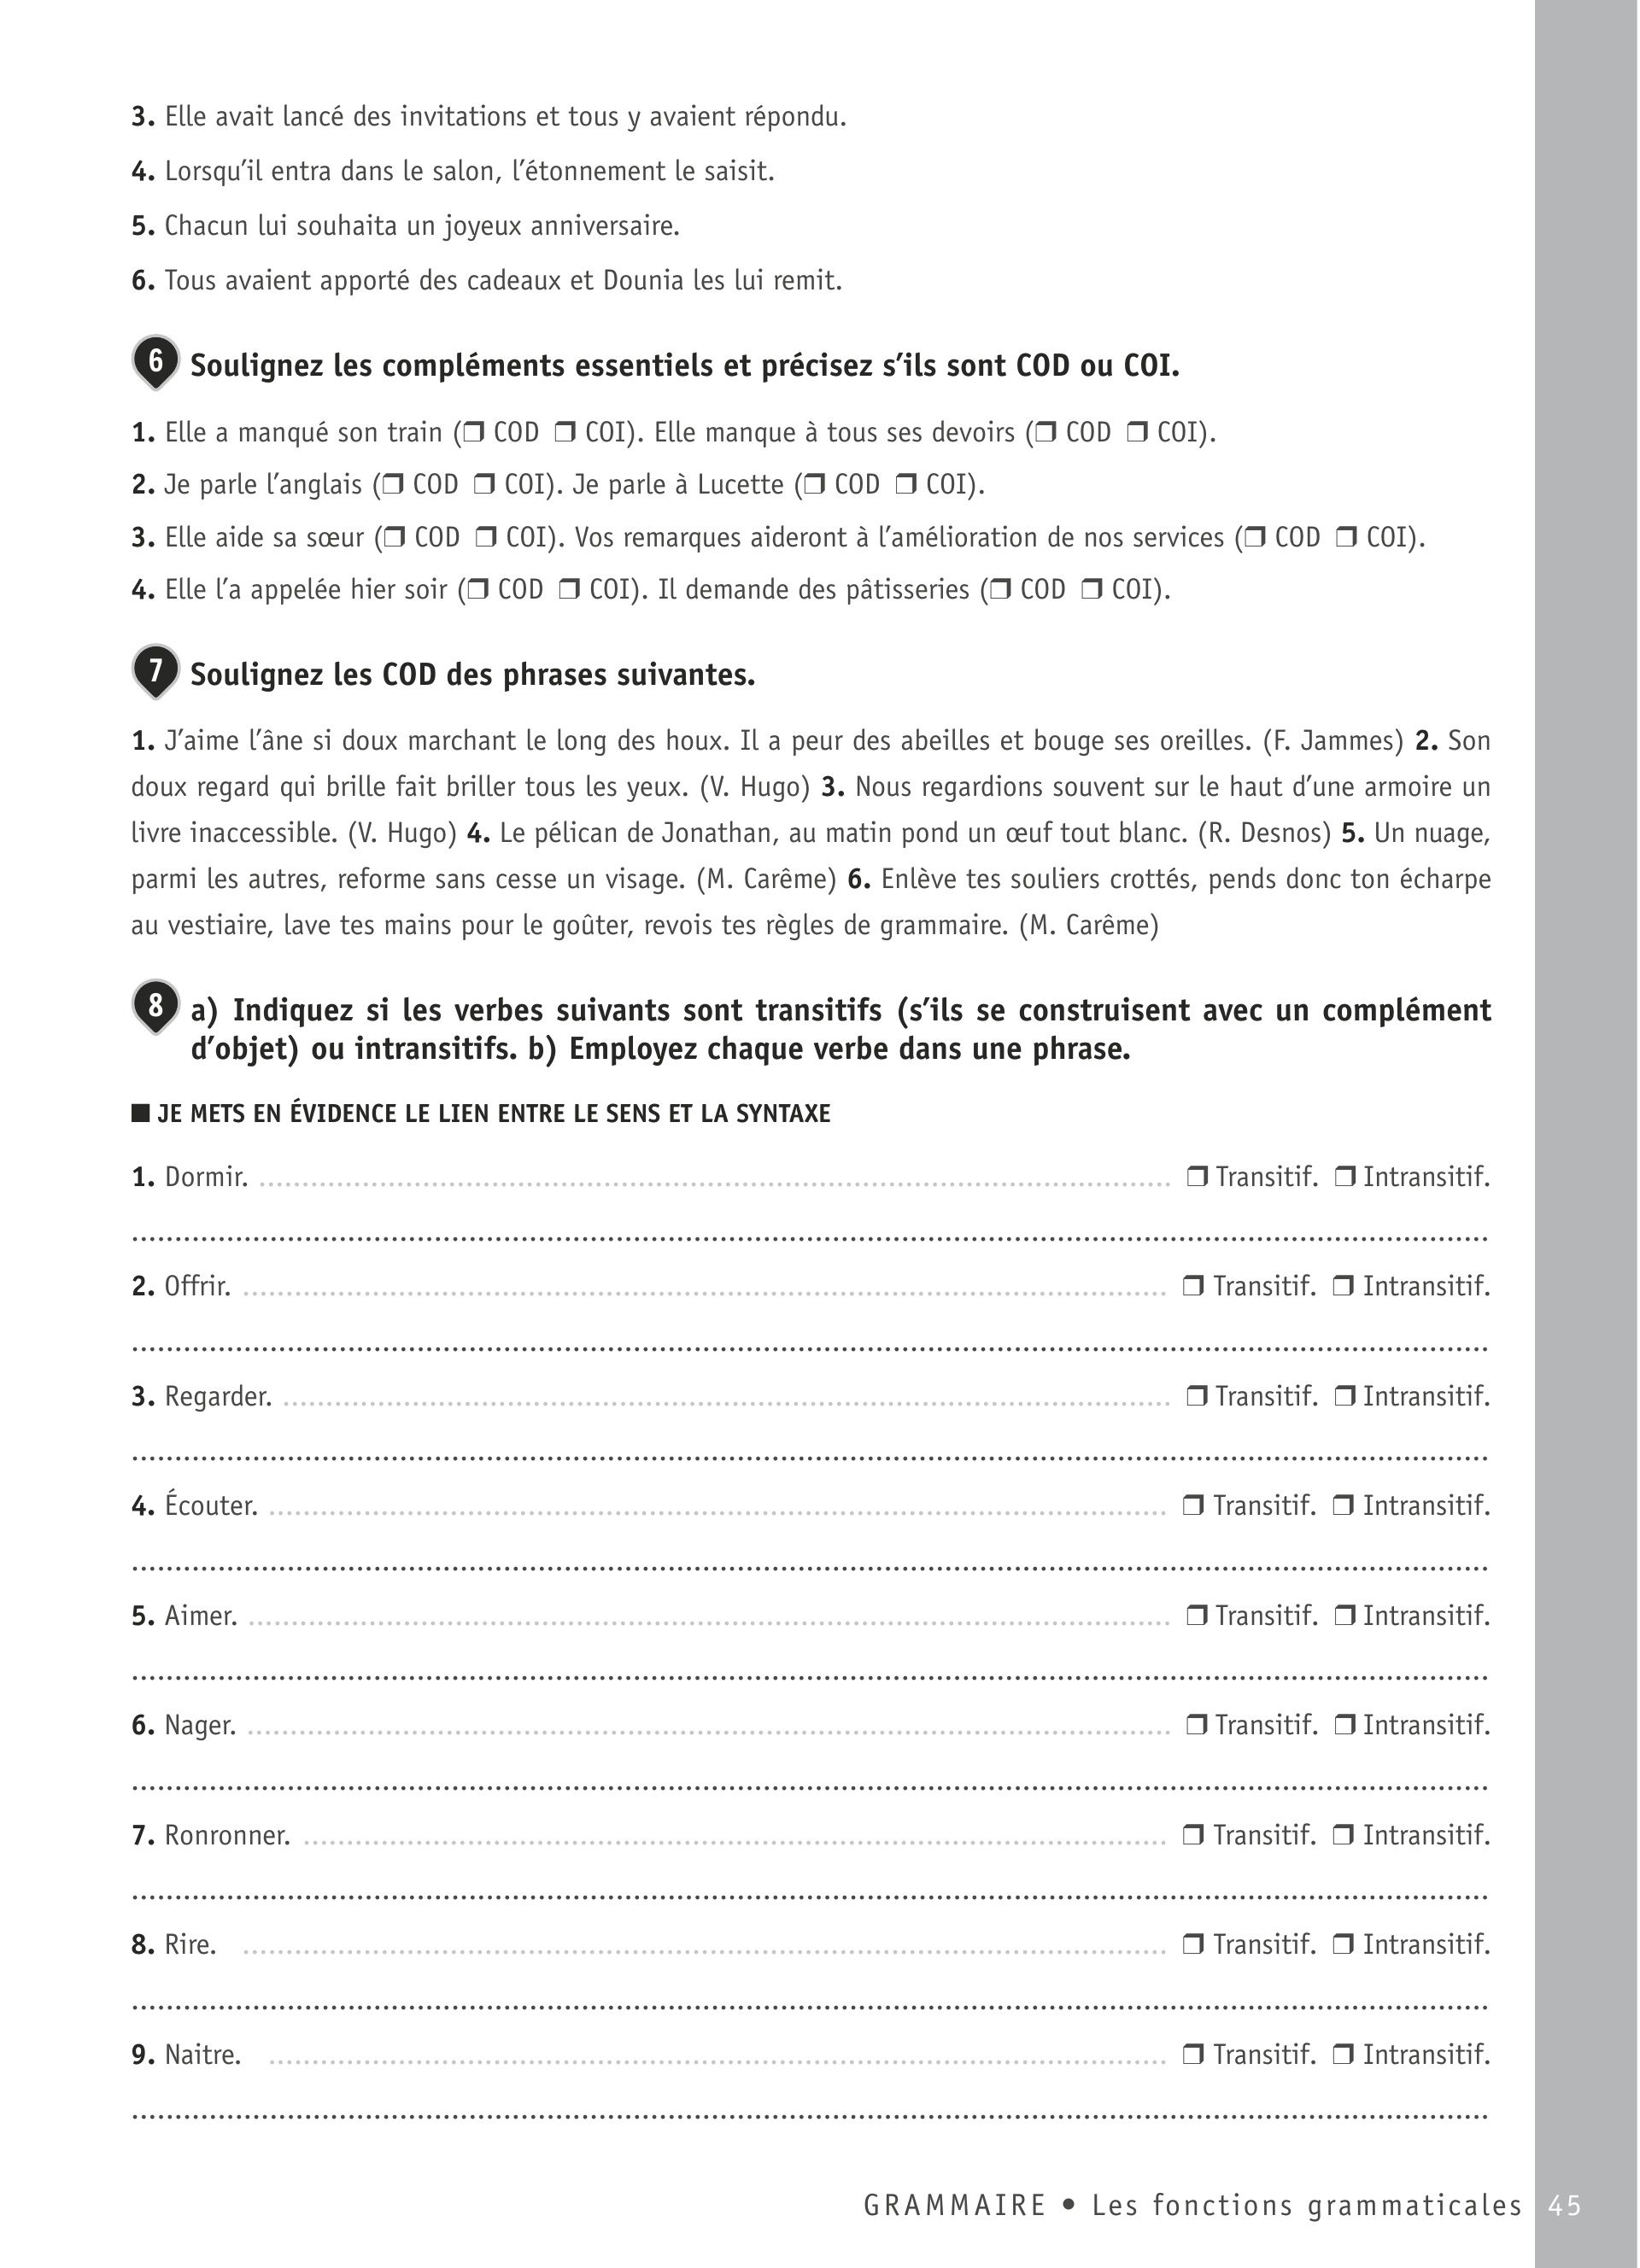 3. Elle avait lancé des invitations et tous y avaient répondu.
4. Lorsqu’il entra dans le salon, l’étonnement le saisit.
5. Chacun lui souhaita un joyeux anniversaire.
6. Tous avaient apporté des cadeaux et Dounia les lui remit.
6 Soulignez les compléments essentiels et précisez s’ils sont COD ou COI.
1. Elle a manqué son train (❒ COD ❒ COI). Elle manque à tous ses devoirs (❒ COD ❒ COI).
2. Je parle l’anglais (❒ COD ❒ COI). Je parle à Lucette (❒ COD ❒ COI).
3. Elle aide sa sœur (❒ COD ❒ COI). Vos remarques aideront à l’amélioration de nos services (❒ COD ❒ COI).
4. Elle l’a appelée hier soir (❒ COD ❒ COI). Il demande des pâtisseries (❒ COD ❒ COI).
7 Soulignez les COD des phrases suivantes.
1. J’aime l’âne si doux marchant le long des houx. Il a peur des abeilles et bouge ses oreilles. (F. Jammes) 2. Son
doux regard qui brille fait briller tous les yeux. (V. Hugo) 3. Nous regardions souvent sur le haut d’une armoire un
livre inaccessible. (V. Hugo) 4. Le pélican de Jonathan, au matin pond un œuf tout blanc. (R. Desnos) 5. Un nuage,
parmi les autres, reforme sans cesse un visage. (M. Carême) 6. Enlève tes souliers crottés, pends donc ton écharpe
au vestiaire, lave tes mains pour le goûter, revois tes règles de grammaire. (M. Carême)
8 a) Indiquez si les verbes suivants sont transitifs (s’ils se construisent avec un complément
d’objet) ou intransitifs. b) Employez chaque verbe dans une phrase.
■ JE METS EN ÉVIDENCE LE LIEN ENTRE LE SENS ET LA SYNTAXE
1. Dormir. ❒ Transitif. ❒ Intransitif.
2. Offrir. ❒ Transitif. ❒ Intransitif.
3. Regarder. ❒ Transitif. ❒ Intransitif.
4. Écouter. ❒ Transitif. ❒ Intransitif.
5. Aimer. ❒ Transitif. ❒ Intransitif.
6. Nager. ❒ Transitif. ❒ Intransitif.
7. Ronronner. ❒ Transitif. ❒ Intransitif.
8. Rire. ❒ Transitif. ❒ Intransitif.
9. Naitre. ❒ Transitif. ❒ Intransitif.
GRAMMAIRE • Les fonctions grammaticales 45